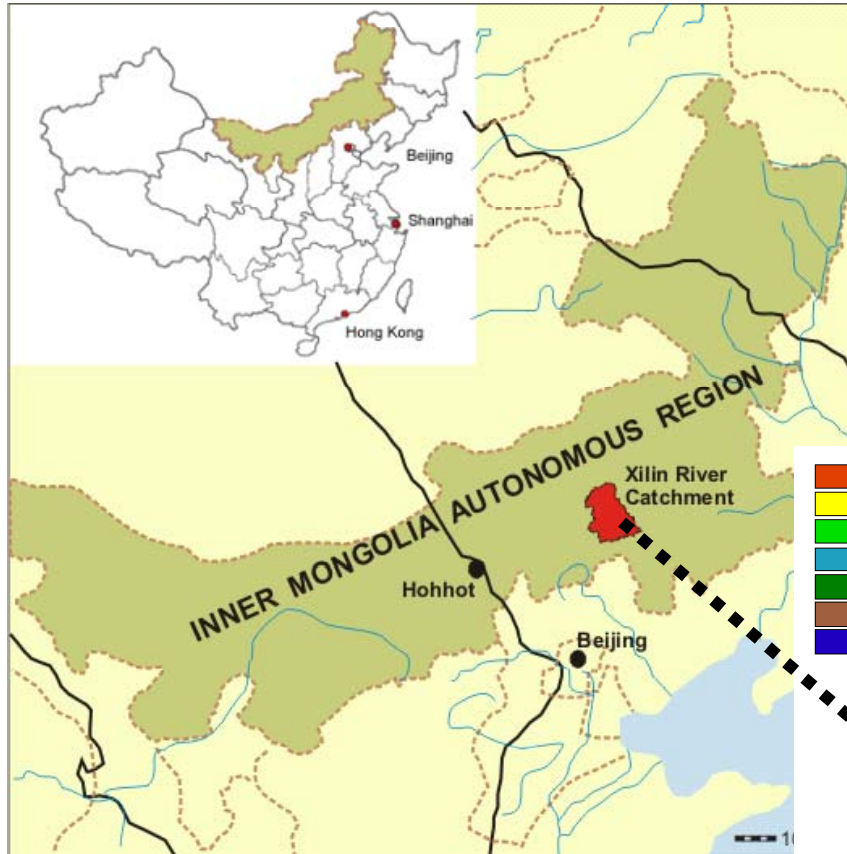 Beijing
Shanghai
Hong Kong
INNER MONGOLIA AUTONOMOUS REGION
Xilin River
Catchment
Hohhot
Beijing